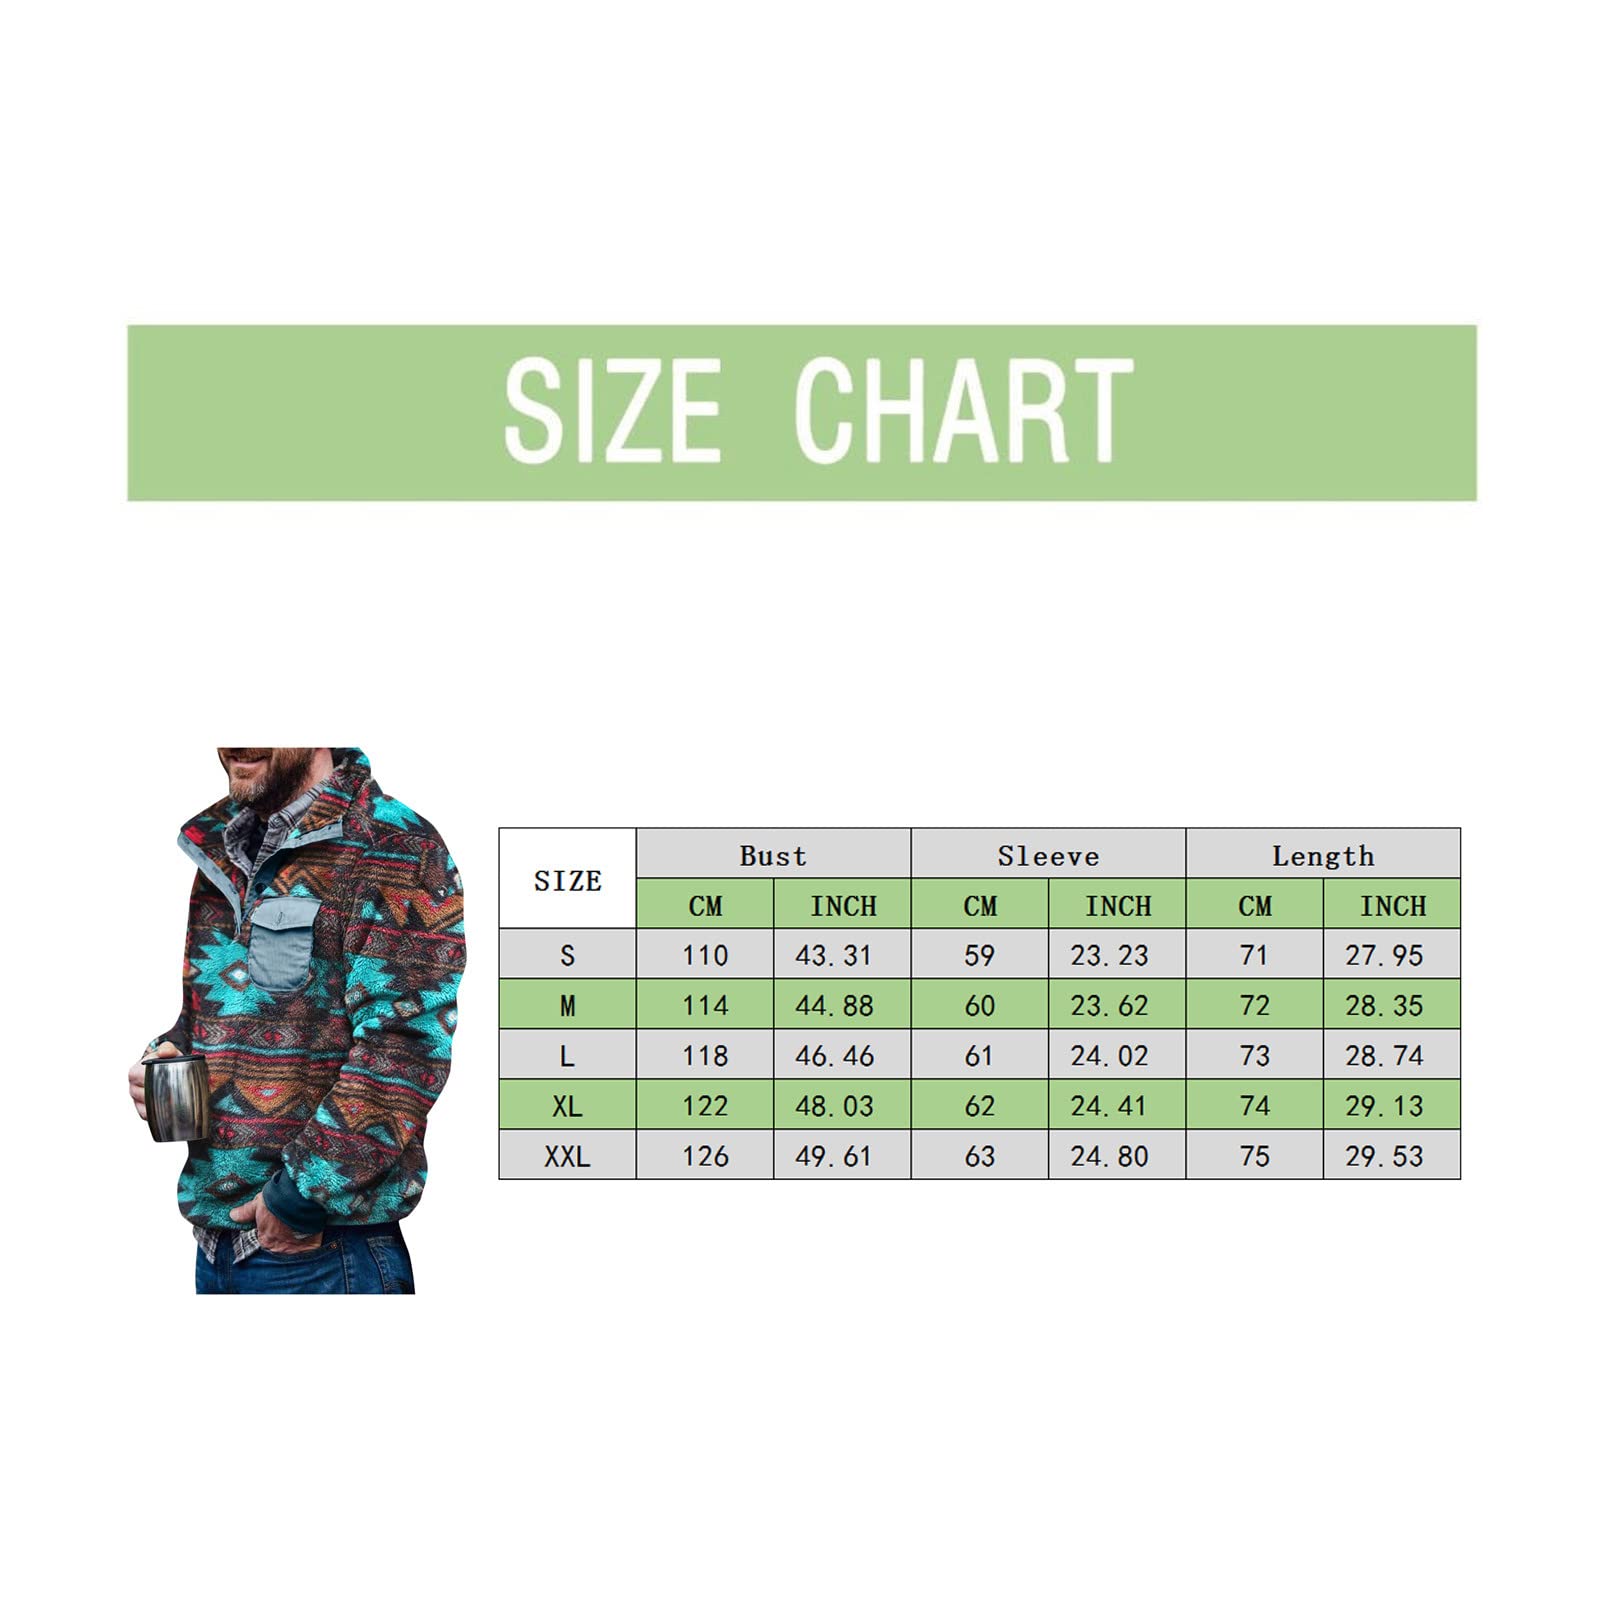 SIZE CHART
SIZE Bust Sleeve Length
CM INCH CM INCH CM INCH
S 110 43.31 59 23.23 71 27.95
M 114 44.88 60 23.62 72 28.35
L 118 46.46 61 24.02 73 28.74
XL 122 48.03 62 24.41 74 29.13
XXL 126 49.61 63 24.80 75 29.53